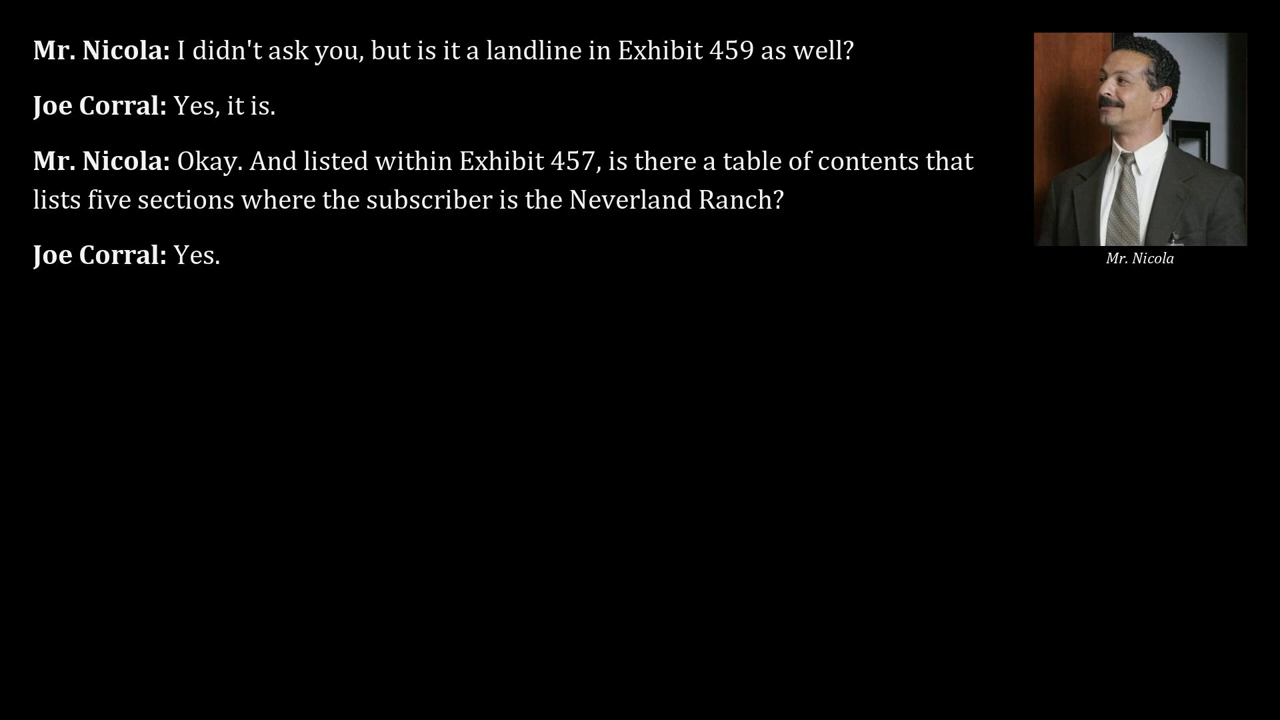 Mr. Nicola: I didn't ask you, but is it a landline in Exhibit 459 as well?
Joe Corral: Yes, it is.
Mr. Nicola: Okay. And listed within Exhibit 457, is there a table of contents that
lists five sections where the subscriber is the Neverland Ranch?
Joe Corral: Yes.
Mr. Nicola